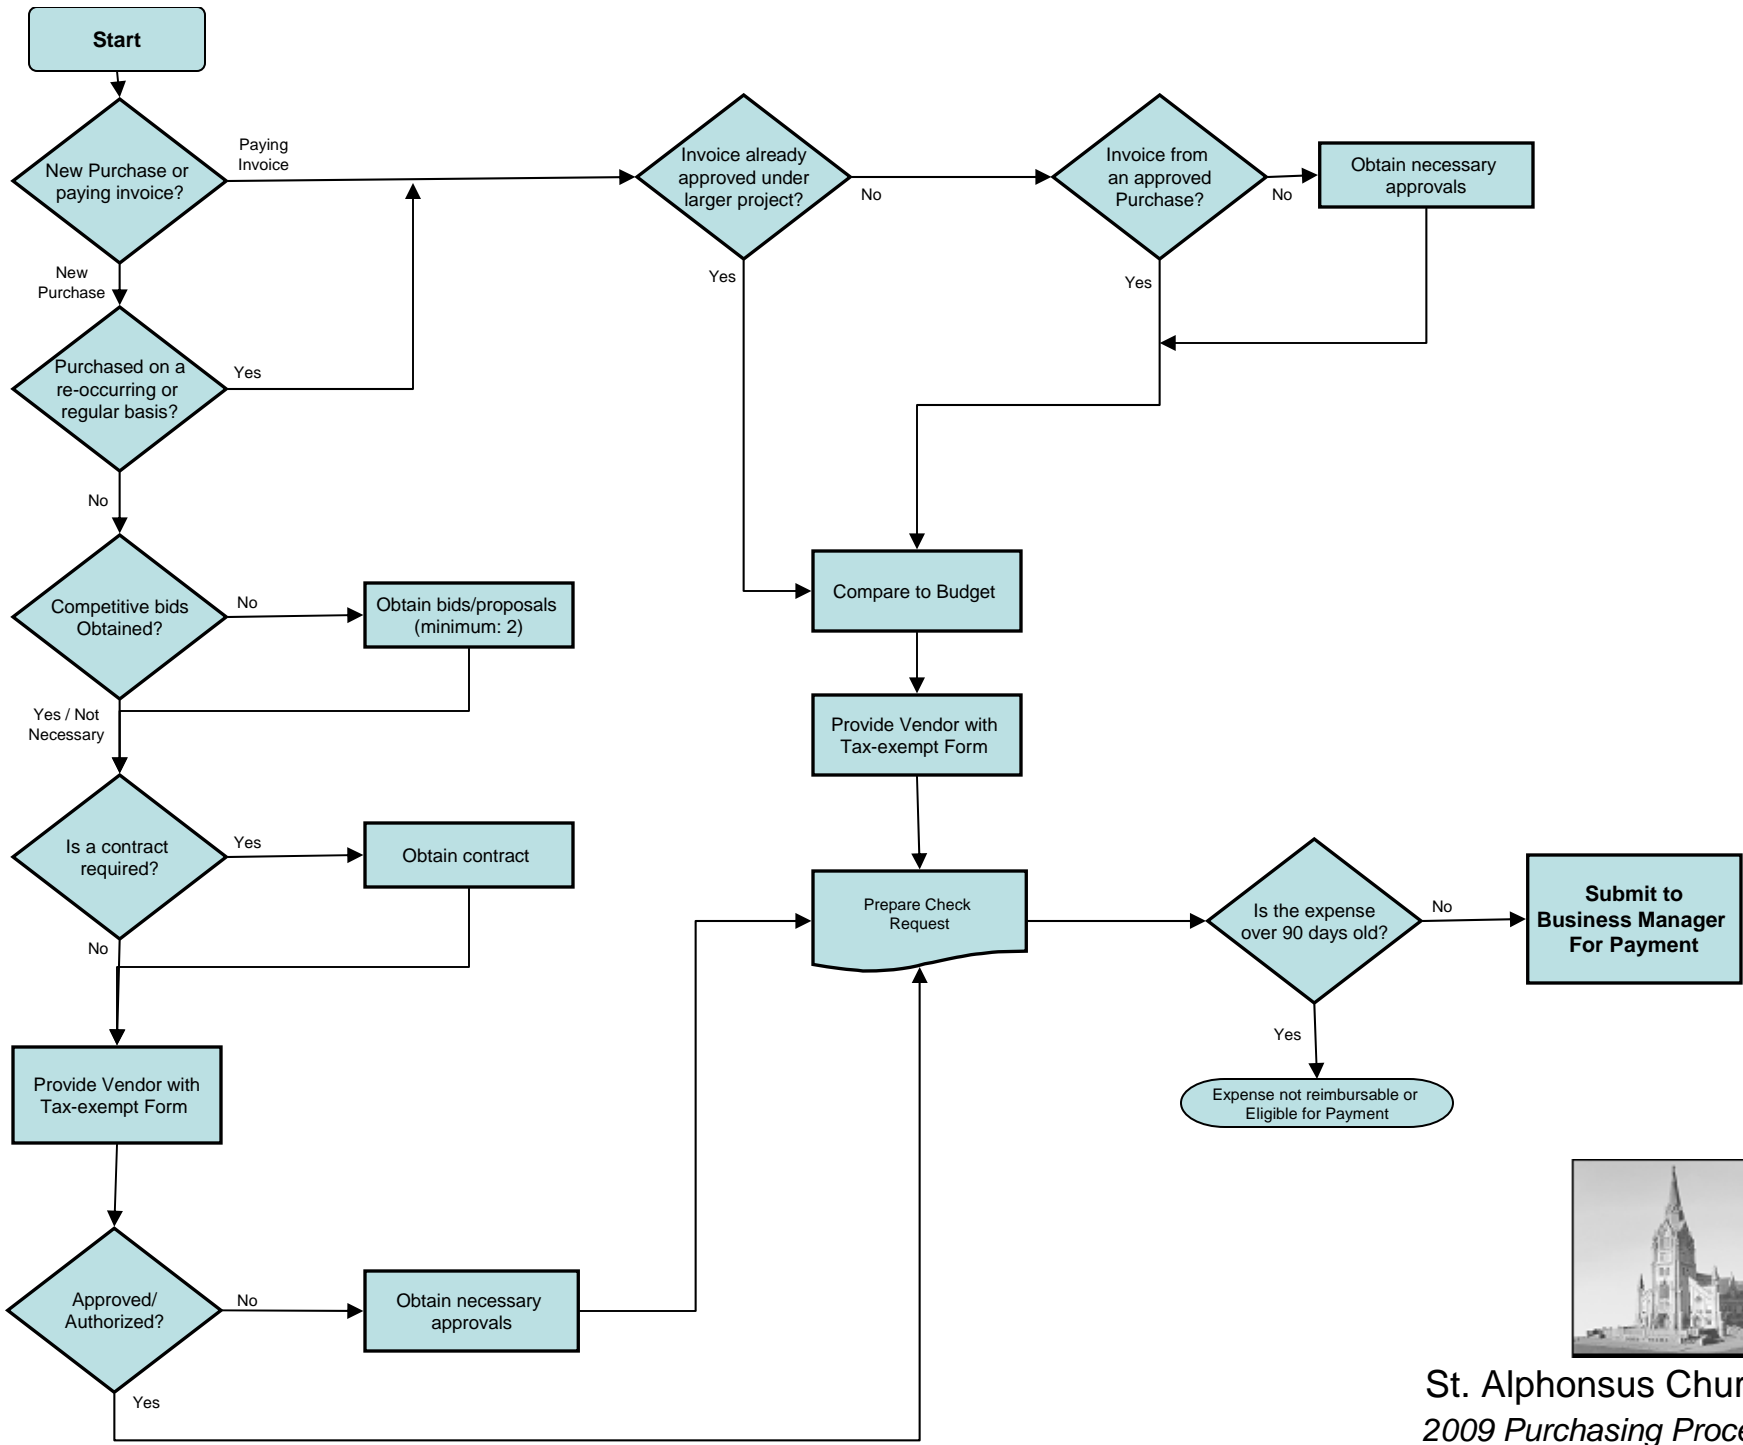 Start
New Purchase or
paying invoice?
Paying
Invoice
Invoice already
approved under
larger project?
No
Invoice from
an approved
Purchase?
No
Obtain necessary
approvals
New
Purchase
Yes
Yes
Purchased on a
re-occurring or
regular basis?
Yes
No
Competitive bids
Obtained?
No
Obtain bids/proposals
(minimum: 2)
Compare to Budget
Yes / Not
Necessary
Provide Vendor with
Tax-exempt Form
Is a contract
required?
Yes
Obtain contract
No
Prepare Check
Request
Is the expense
over 90 days old?
No
Submit to
Business Manager
For Payment
Yes
Expense not reimbursable or
Eligible for Payment
Provide Vendor with
Tax-exempt Form
Approved/
Authorized?
No
Obtain necessary
approvals
Yes
St. Alphonsus
2009 Purchasing